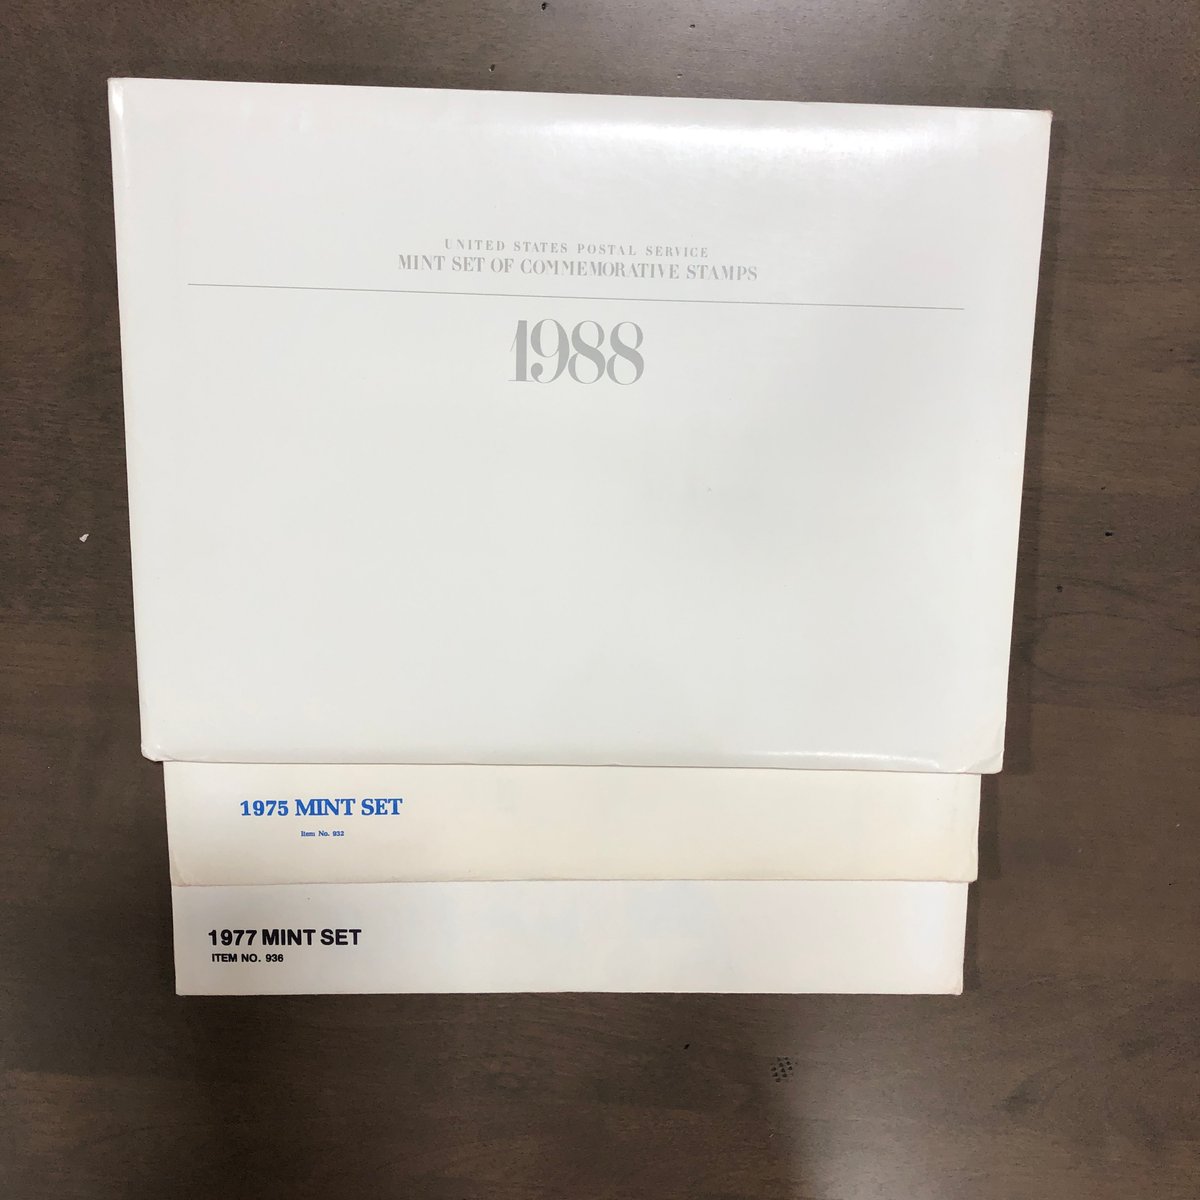 UNITED STATES POSTAL SERVICE
MINT SET OF COMMEMORATIVE STAMPS
1988
1975 MINT SET
Item No. 932
1977 MINT SET
ITEM NO. 936